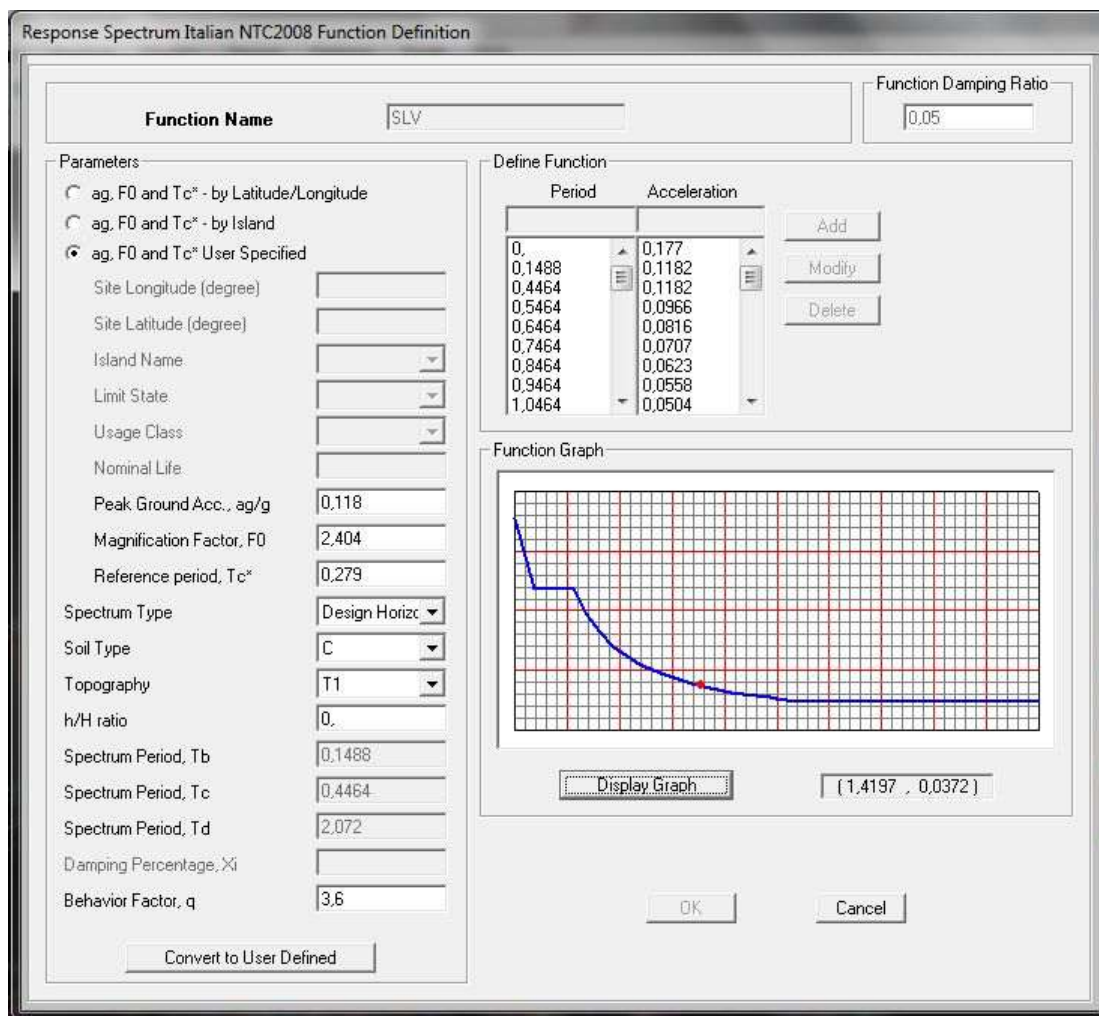 Response Spectrum Italian NTC2008 Function Definition
Function Damping Ratio
Function Name
SLV
0,05
Parameters
ag, F0 and Tc* - by Latitude/Longitude
ag, F0 and Tc* - by Island
ag, F0 and Tc* User Specified
Site Longitude (degree)
Site Latitude (degree)
Island Name
Limit State
Usage Class
Nominal Life
Peak Ground Acc., ag/g 0,118
Magnification Factor, F0 2,404
Reference period, Tc* 0,279
Spectrum Type Design Horizc
Soil Type C
Topography T1
h/H ratio 0,
Spectrum Period, Tb 0,1488
Spectrum Period, Tc 0,4464
Spectrum Period, Td 2,072
Damping Percentage, Xi
Behavior Factor, q 3,6
Convert to User Defined
Define Function
Period Acceleration
0, 0,177
0,1488 0,1182
0,4464 0,1182
0,5464 0,0966
0,6464 0,0816
0,7464 0,0707
0,8464 0,0623
0,9464 0,0558
1,0464 0,0504
Add
Modify
Delete
Function Graph
Display Graph
( 1,4197 , 0,0372 )
OK
Cancel